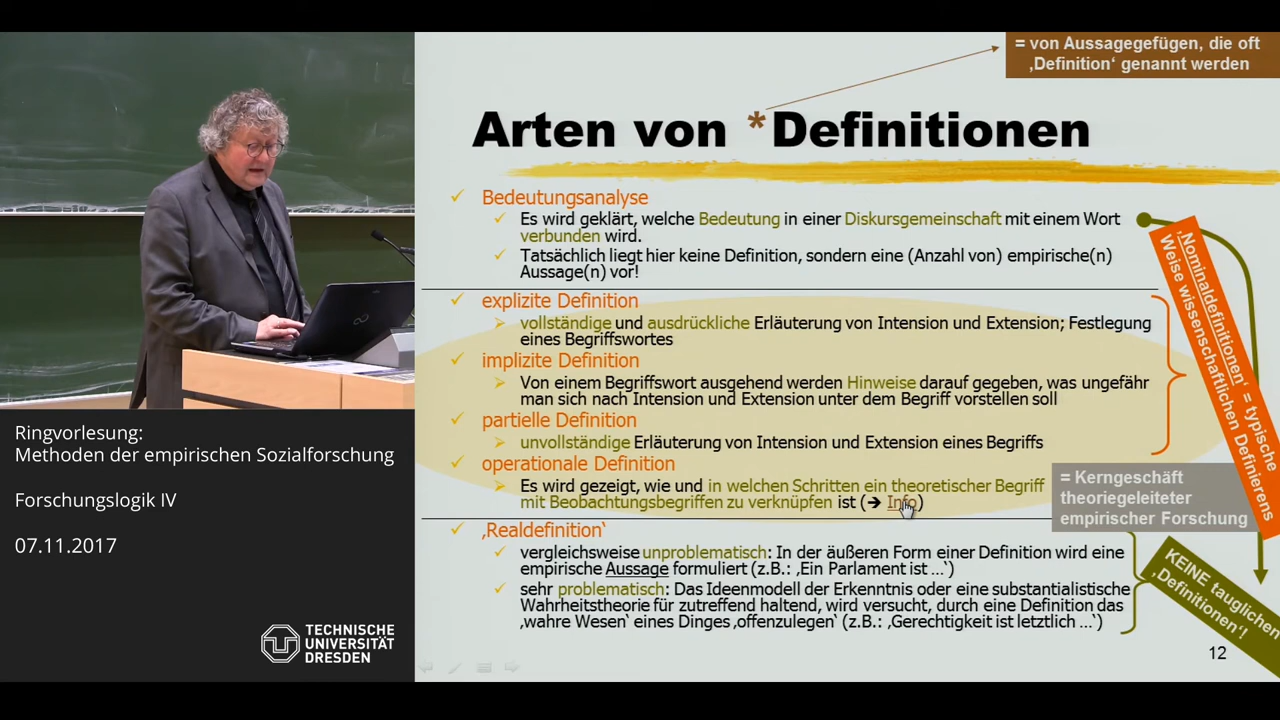 = von Aussagegefügen, die oft
‚Definition‘ genannt werden
Arten von *Definitionen
Bedeutungsanalyse
Es wird geklärt, welche Bedeutung in einer Diskursgemeinschaft mit einem Wort
verbunden wird.
Tatsächlich liegt hier keine Definition, sondern eine (Anzahl von) empirische(n)
Aussage(n) vor!
explizite Definition
vollständige und ausdrückliche Erläuterung von Intension und Extension; Festlegung
eines Begriffswortes
implizite Definition
Von einem Begriffswort ausgehend werden Hinweise darauf gegeben, was ungefähr
man sich nach Intension und Extension unter dem Begriff vorstellen soll
partielle Definition
unvollständige Erläuterung von Intension und Extension eines Begriffs
operationale Definition
Es wird gezeigt, wie und in welchen Schritten ein theoretischer Begriff
mit Beobachtungsbegriffen zu verknüpfen ist (➔ Info)
‚Realdefinition‘
vergleichsweise unproblematisch: In der äußeren Form einer Definition wird eine
empirische Aussage formuliert (z.B.: ‚Ein Parlament ist ...‘)
sehr problematisch: Das Ideenmodell der Erkenntnis oder eine substantialistische
Wahrheitstheorie für zutreffend haltend, wird versucht, durch eine Definition das
‚wahre Wesen‘ eines Dinges ‚offenzulegen‘ (z.B.: ‚Gerechtigkeit ist letztlich ...‘)
‚Nominaldefinitionen‘ = typische
Weise wissenschaftlichen Definierens
= Kerngeschäft
theoriegeleiteter
empirischer Forschung
KEINE tauglichen
‚Definitionen‘!
12
Ringvorlesung:
Methoden der empirischen Sozialforschung
Forschungslogik IV
07.11.2017
TECHNISCHE
UNIVERSITÄT
DRESDEN